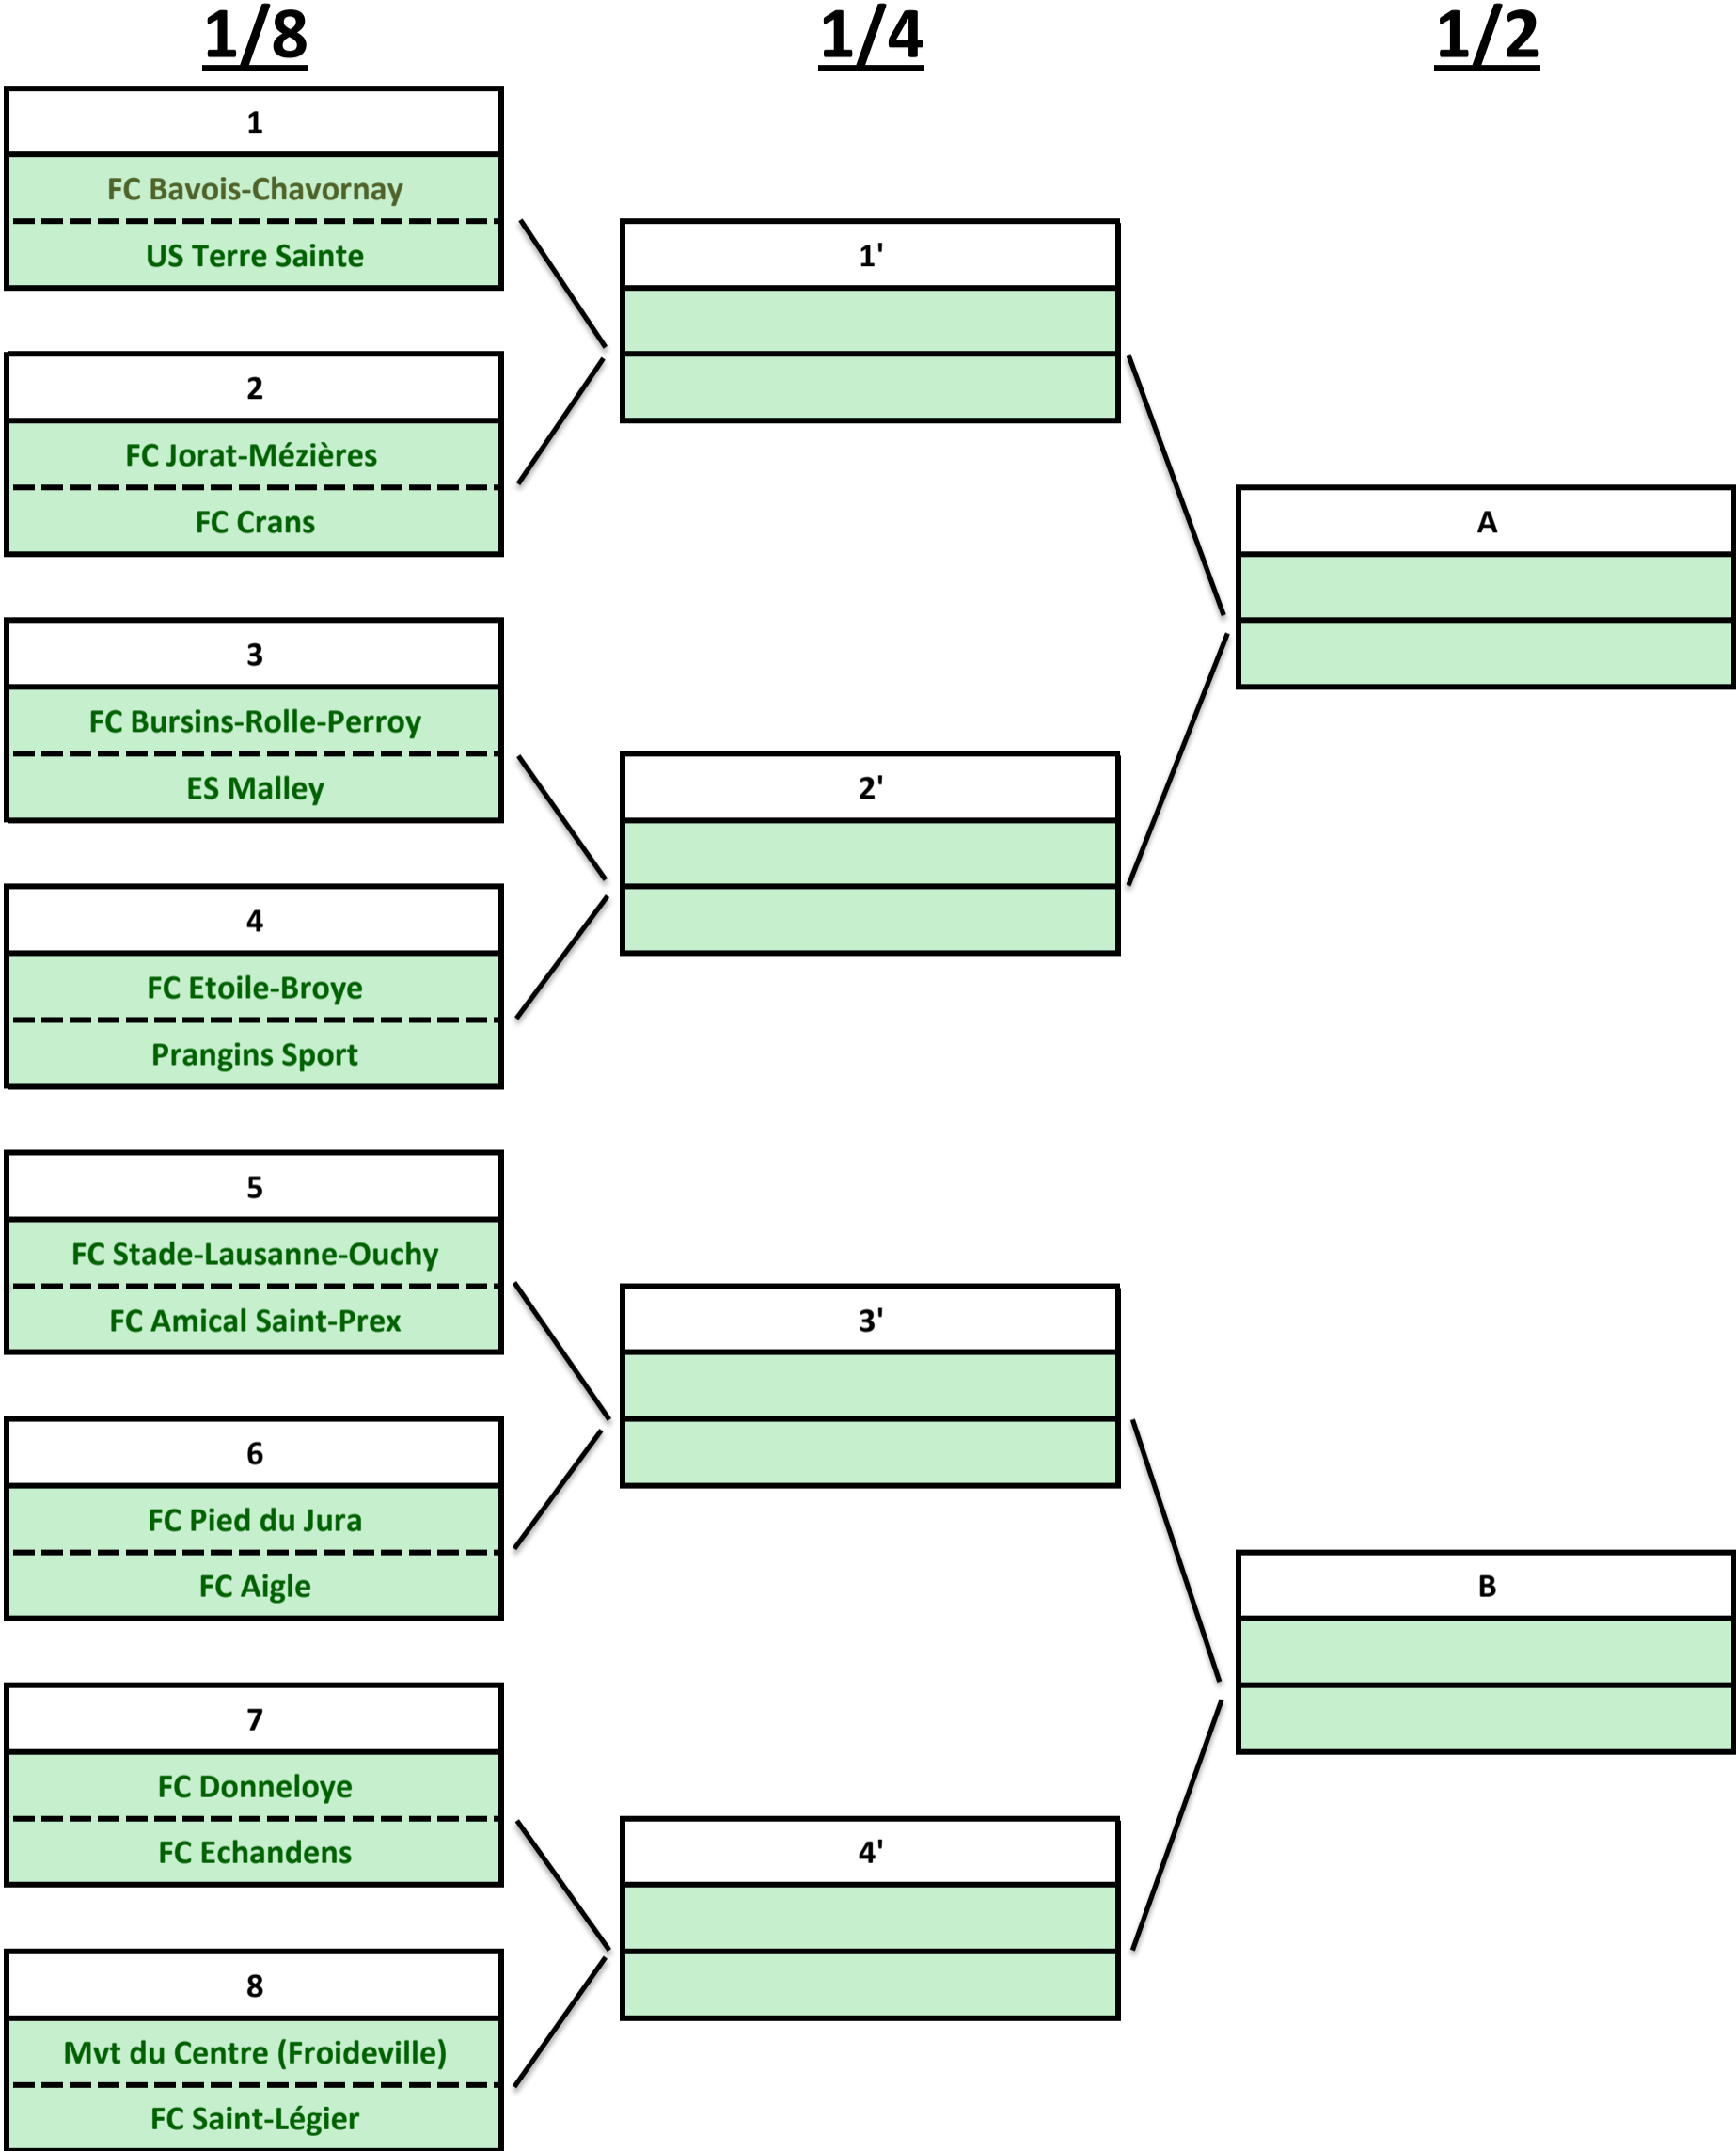 1/8
1/4
1/2
1
FC Bavois-Chavornay
US Terre Sainte
2
FC Jorat-Mézières
FC Crans
3
FC Bursins-Rolle-Perroy
ES Malley
4
FC Etoile-Broye
Prangins Sport
5
FC Stade-Lausanne-Ouchy
FC Amical Saint-Prex
6
FC Pied du Jura
FC Aigle
7
FC Donneloye
FC Echandens
8
Mvt du Centre (Froideville)
FC Saint-Légier
1'
2'
3'
4'
A
B